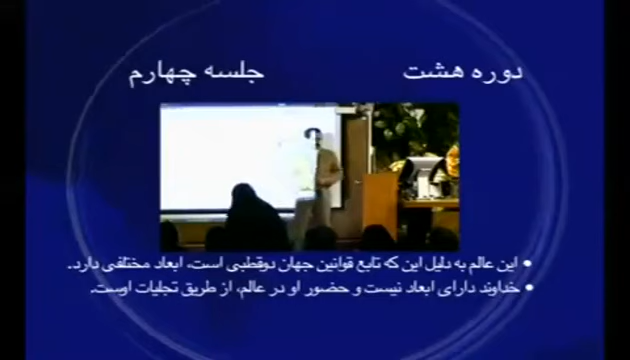 دوره هشت
جلسه چهارم
• این عالم به دلیل این که تابع قوانین جهان دوقطبی است، ابعاد مختلفی دارد.
• خداوند دارای ابعاد نیست و حضور او در عالم، از طریق تجلیات اوست.